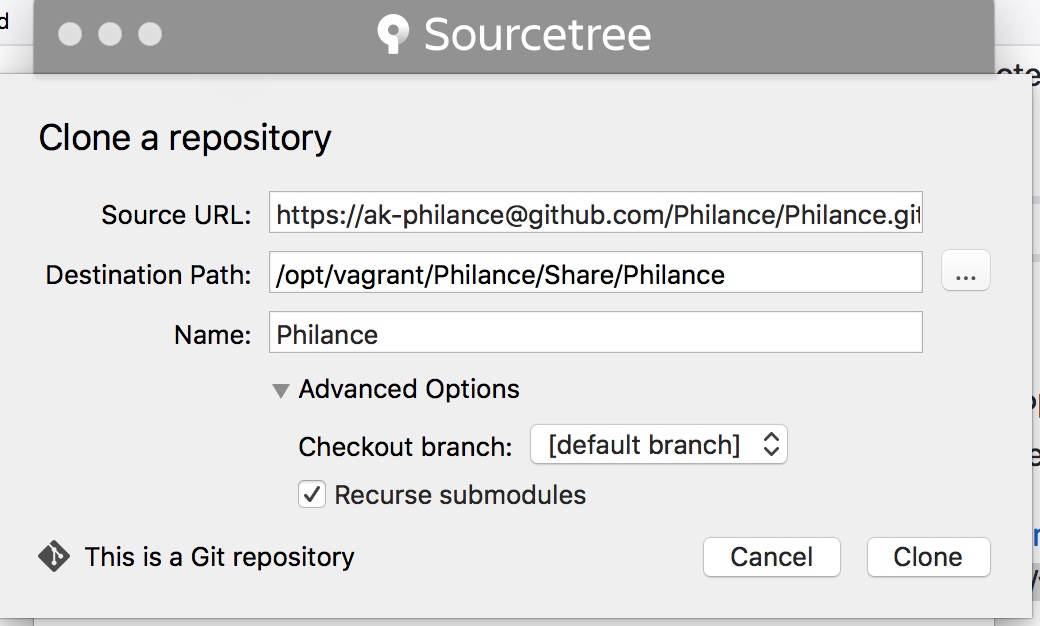 Sourcetree
Clone a repository
Source URL: https://ak-philance@github.com/Philance/Philance.git
Destination Path: /opt/vagrant/Philance/Share/Philance ...
Name: Philance
Advanced Options
Checkout branch: [default branch]
Recurse submodules
This is a Git repository Cancel Clone